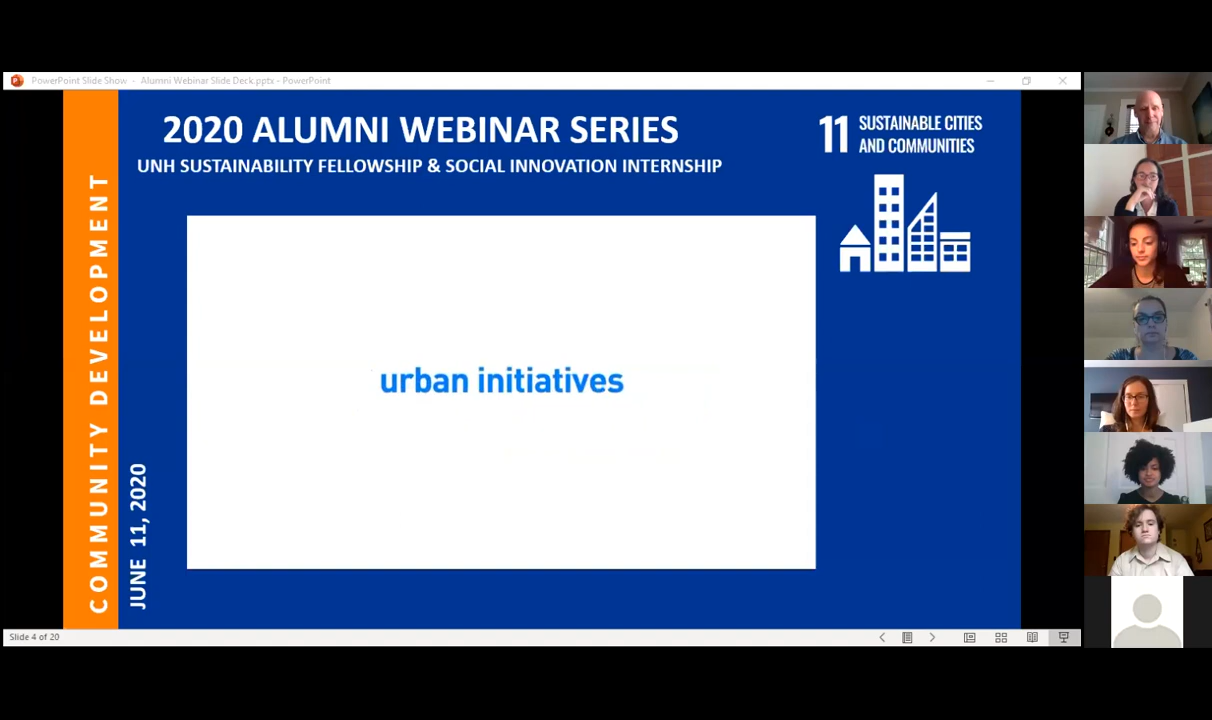 PowerPoint Slide Show - Alumni Webinar Slide Deck.pptx - PowerPoint
2020 ALUMNI WEBINAR SERIES
UNH SUSTAINABILITY FELLOWSHIP & SOCIAL INNOVATION INTERNSHIP
11 SUSTAINABLE CITIES
AND COMMUNITIES
COMMUNITY DEVELOPMENT
JUNE 11, 2020
urban initiatives
Slide 4 of 20